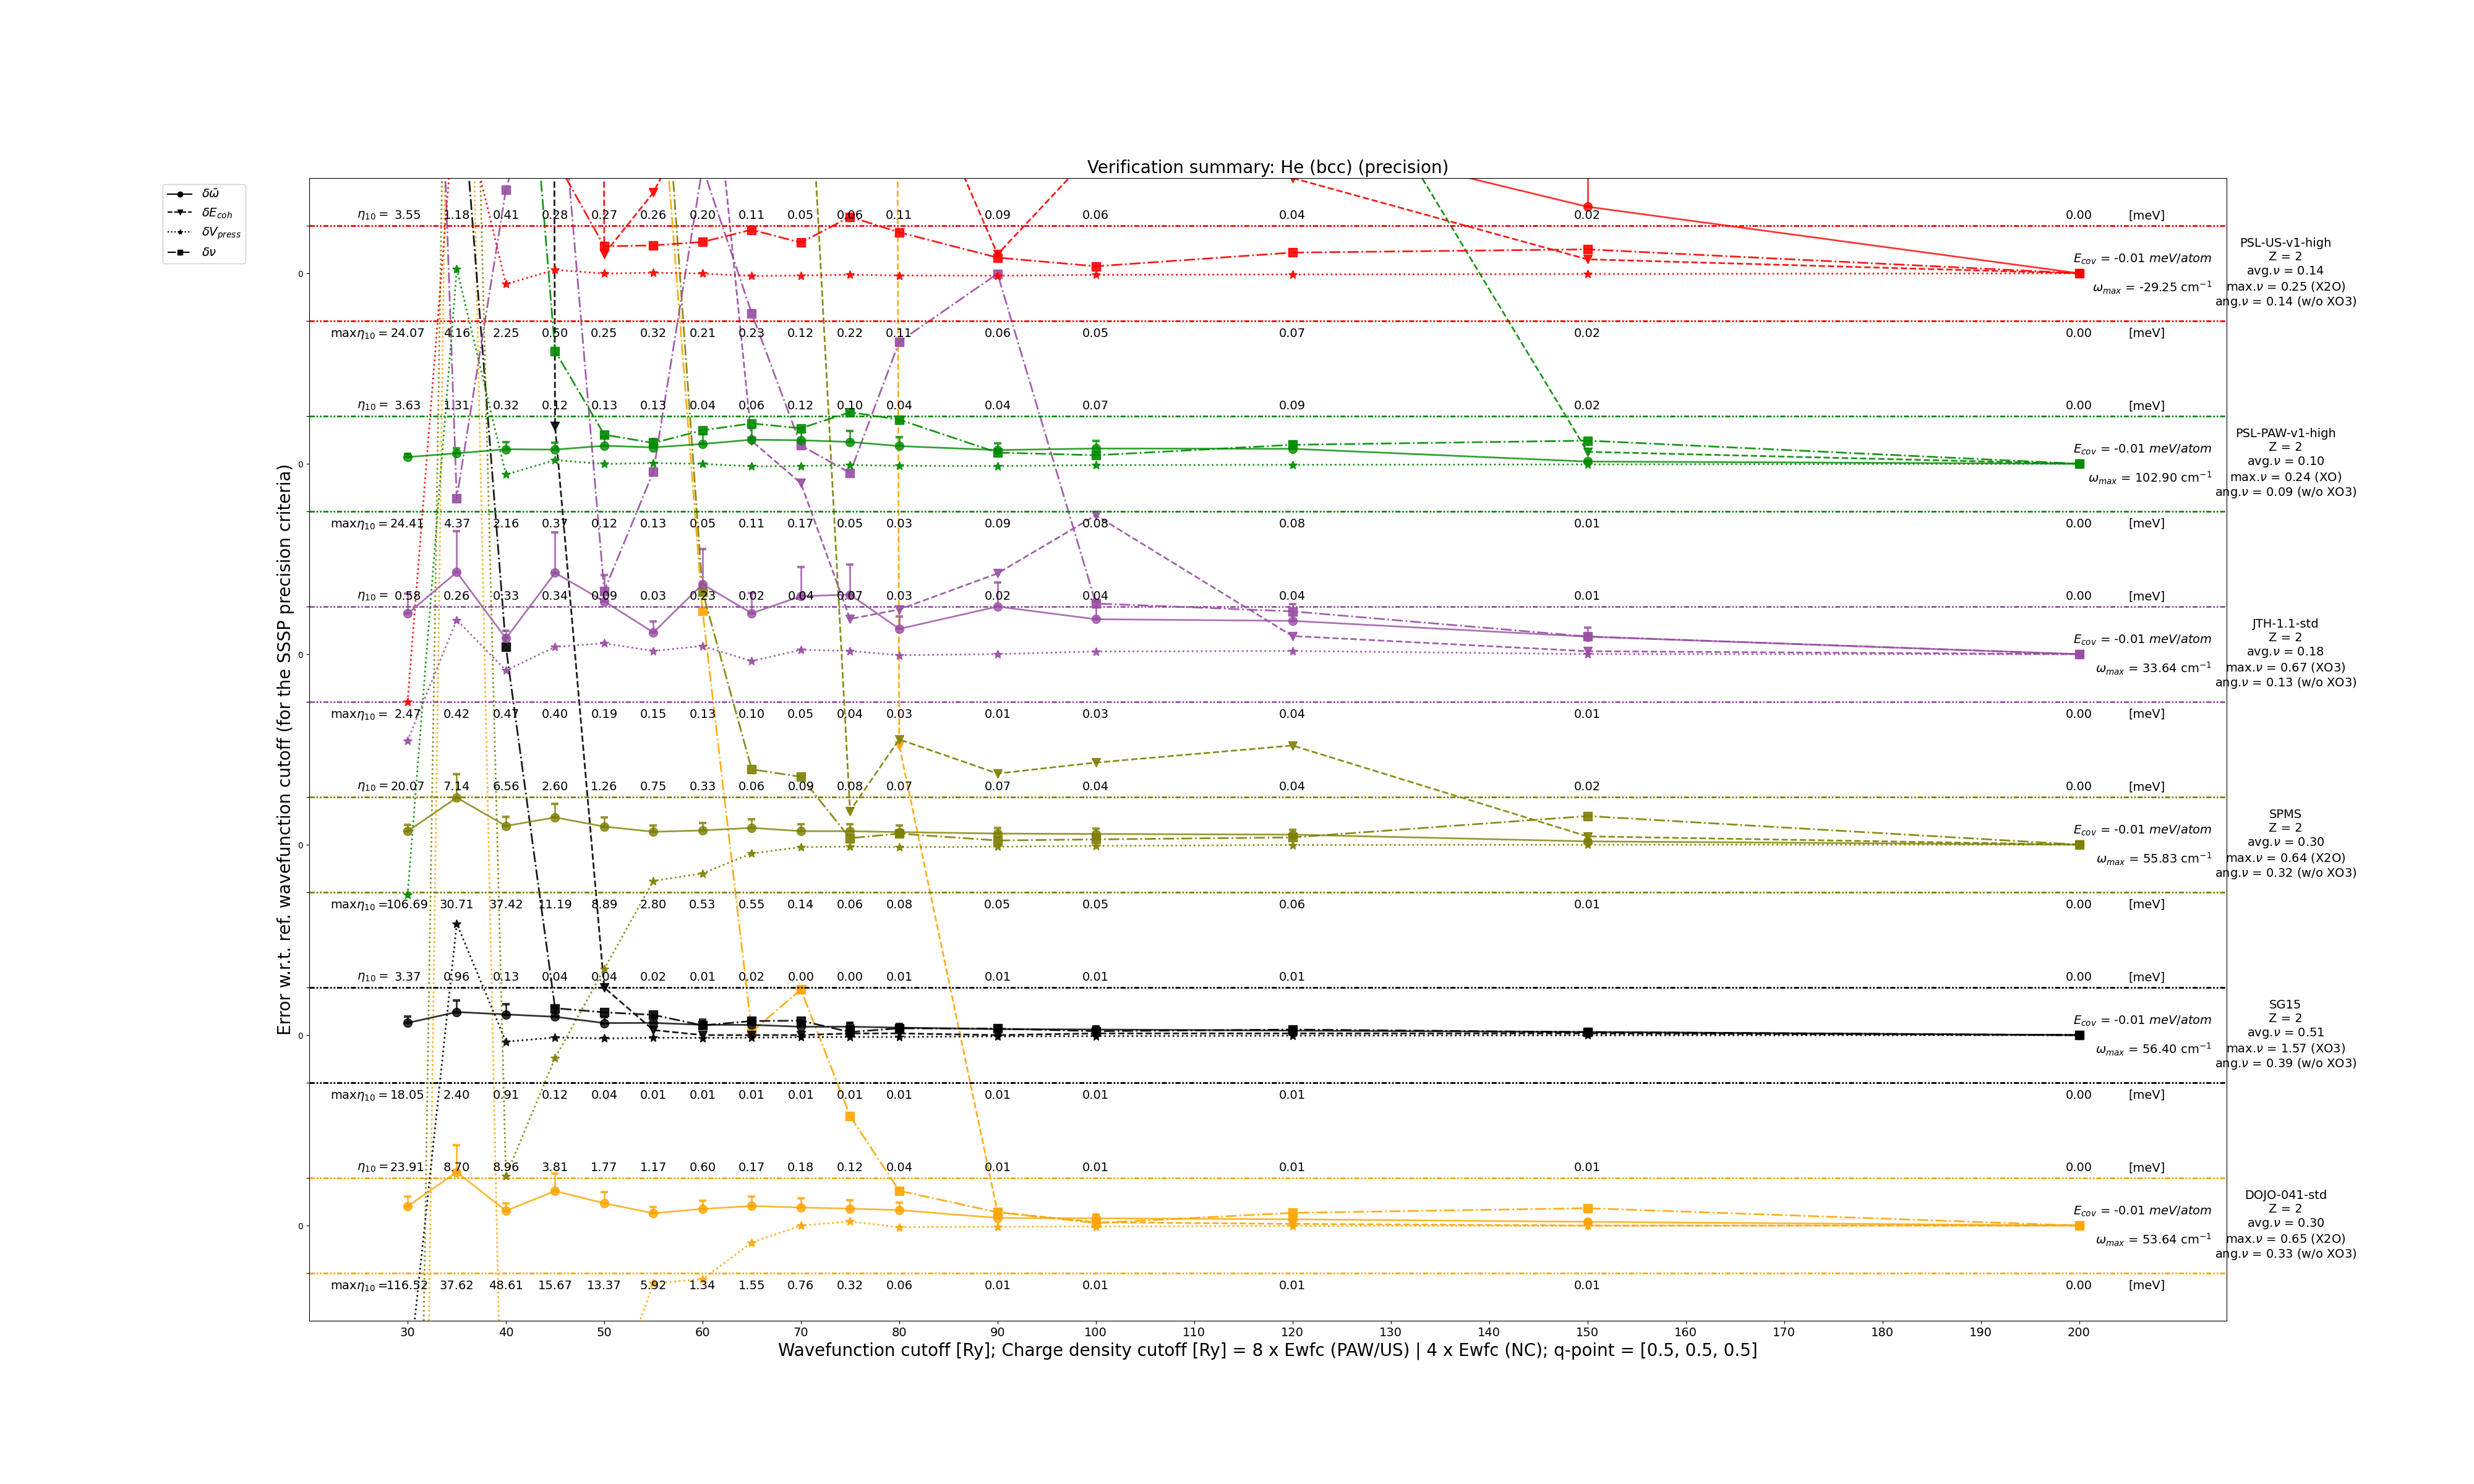 Verification summary: He (bcc) (precision)
δω̄
δE_coh
δV_press
δν
Error w.r.t. ref. wavefunction cutoff (for the SSSP precision criteria)
η₁₀ = 3.55 1.18 0.41 0.28 0.27 0.26 0.20 0.11 0.05 0.06 0.11 0.09 0.06 0.04 0.02 0.00 [meV]
0
E_cov = -0.01 meV/atom
ω_max = -29.25 cm⁻¹
PSL-US-v1-high
Z = 2
avg.ν = 0.14
max.ν = 0.25 (X2O)
ang.ν = 0.14 (w/o XO3)
maxη₁₀ = 24.07 4.16 2.25 0.50 0.25 0.32 0.21 0.23 0.12 0.22 0.11 0.06 0.05 0.07 0.02 0.00 [meV]
η₁₀ = 3.63 1.31 0.32 0.12 0.13 0.13 0.04 0.06 0.12 0.10 0.04 0.04 0.07 0.09 0.02 0.00 [meV]
0
E_cov = -0.01 meV/atom
ω_max = 102.90 cm⁻¹
PSL-PAW-v1-high
Z = 2
avg.ν = 0.10
max.ν = 0.24 (XO)
ang.ν = 0.09 (w/o XO3)
maxη₁₀ = 24.41 4.37 2.16 0.37 0.12 0.13 0.05 0.11 0.17 0.05 0.03 0.09 0.08 0.08 0.01 0.00 [meV]
η₁₀ = 0.58 0.26 0.33 0.34 0.09 0.03 0.23 0.02 0.04 0.07 0.03 0.02 0.04 0.04 0.01 0.00 [meV]
0
E_cov = -0.01 meV/atom
ω_max = 33.64 cm⁻¹
JTH-1.1-std
Z = 2
avg.ν = 0.18
max.ν = 0.67 (XO3)
ang.ν = 0.13 (w/o XO3)
maxη₁₀ = 2.47 0.42 0.47 0.40 0.19 0.15 0.13 0.10 0.05 0.04 0.03 0.01 0.03 0.04 0.01 0.00 [meV]
η₁₀ = 20.07 7.14 6.56 2.60 1.26 0.75 0.33 0.06 0.09 0.08 0.07 0.07 0.04 0.04 0.02 0.00 [meV]
0
E_cov = -0.01 meV/atom
ω_max = 55.83 cm⁻¹
SPMS
Z = 2
avg.ν = 0.30
max.ν = 0.64 (X2O)
ang.ν = 0.32 (w/o XO3)
maxη₁₀ = 106.69 30.71 37.42 11.19 8.89 2.80 0.53 0.55 0.14 0.06 0.08 0.05 0.05 0.06 0.01 0.00 [meV]
η₁₀ = 3.37 0.96 0.13 0.04 0.04 0.02 0.01 0.02 0.00 0.00 0.01 0.01 0.01 0.01 0.00 [meV]
0
E_cov = -0.01 meV/atom
ω_max = 56.40 cm⁻¹
SG15
Z = 2
avg.ν = 0.51
max.ν = 1.57 (XO3)
ang.ν = 0.39 (w/o XO3)
maxη₁₀ = 18.05 2.40 0.91 0.12 0.04 0.01 0.01 0.01 0.01 0.01 0.01 0.01 0.01 0.01 0.00 [meV]
η₁₀ = 23.91 8.70 8.96 3.81 1.77 1.17 0.60 0.17 0.18 0.12 0.04 0.01 0.01 0.01 0.01 0.00 [meV]
0
E_cov = -0.01 meV/atom
ω_max = 53.64 cm⁻¹
DOJO-041-std
Z = 2
avg.ν = 0.30
max.ν = 0.65 (X2O)
ang.ν = 0.33 (w/o XO3)
maxη₁₀ = 116.52 37.62 48.61 15.67 13.37 5.92 1.34 1.55 0.76 0.32 0.06 0.01 0.01 0.01 0.01 0.00 [meV]
30 40 50 60 70 80 90 100 110 120 130 140 150 160 170 180 190 200
Wavefunction cutoff [Ry]; Charge density cutoff [Ry] = 8 x Ewfc (PAW/US) | 4 x Ewfc (NC); q-point = [0.5, 0.5, 0.5]